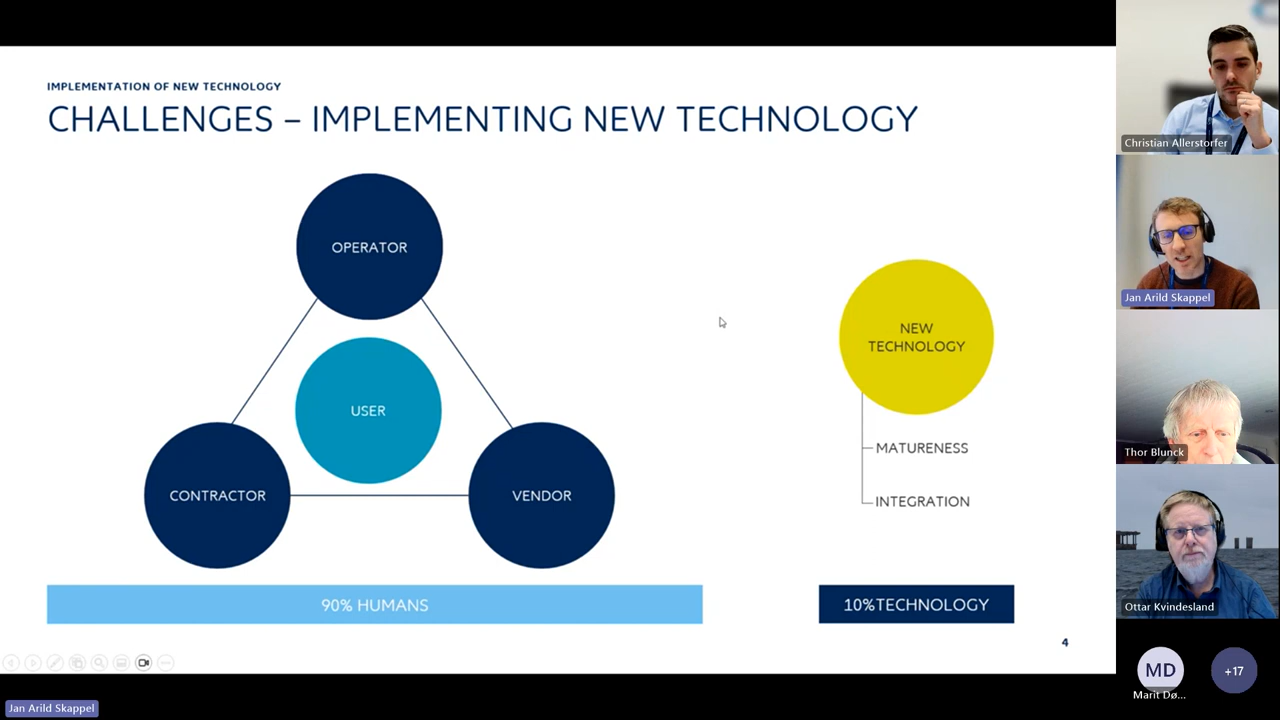 IMPLEMENTATION OF NEW TECHNOLOGY
CHALLENGES – IMPLEMENTING NEW TECHNOLOGY
OPERATOR
USER
CONTRACTOR
VENDOR
90% HUMANS
NEW
TECHNOLOGY
MATURENESS
INTEGRATION
10%TECHNOLOGY
4
Jan Arild Skappel
Christian Allerstorfer
Jan Arild Skappel
Thor Blunck
Ottar Kvindesland
MD
Marit Dø...
+17